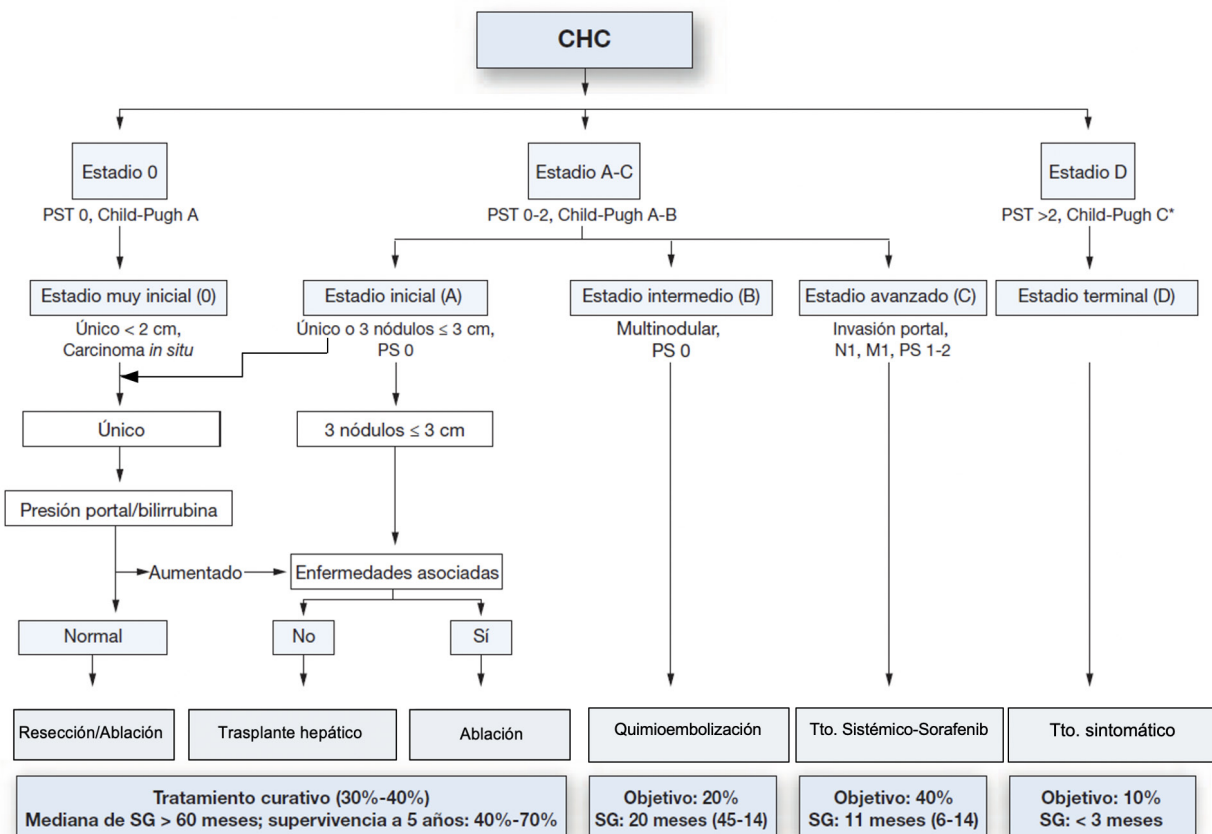 CHC
Estadio 0
Estadio A-C
Estadio D
PST 0, Child-Pugh A
PST 0-2, Child-Pugh A-B
PST >2, Child-Pugh C*
Estadio muy inicial (0)
Estadio inicial (A)
Estadio intermedio (B)
Estadio avanzado (C)
Estadio terminal (D)
Único < 2 cm,
Carcinoma in situ
Único o 3 nódulos ≤ 3 cm,
PS 0
Multinodular,
PS 0
Invasión portal,
N1, M1, PS 1-2
Único
3 nódulos ≤ 3 cm
Presión portal/bilirrubina
Aumentado
Enfermedades asociadas
Normal
No
Sí
Resección/Ablación
Trasplante hepático
Ablación
Quimioembolización
Tto. Sistémico-Sorafenib
Tto. sintomático
Tratamiento curativo (30%-40%)
Mediana de SG > 60 meses; supervivencia a 5 años: 40%-70%
Objetivo: 20%
SG: 20 meses (45-14)
Objetivo: 40%
SG: 11 meses (6-14)
Objetivo: 10%
SG: < 3 meses